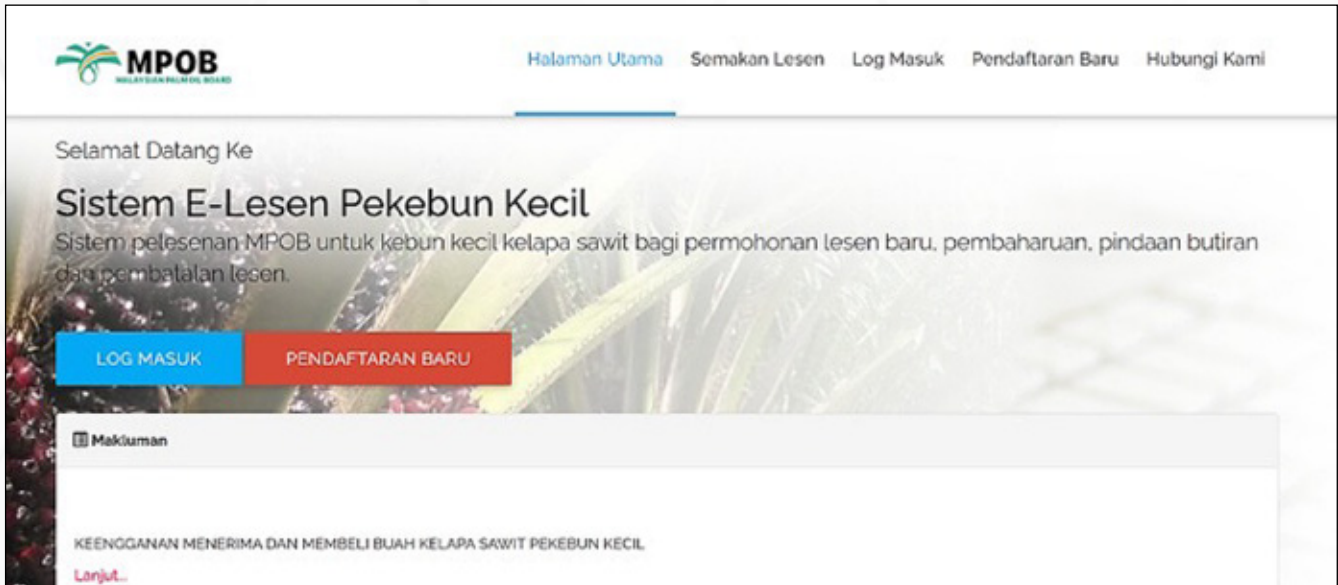 MPOB
MALAYSIAN PALM OIL BOARD
Halaman Utama Semakan Lesen Log Masuk Pendaftaran Baru Hubungi Kami
Selamat Datang Ke
Sistem E-Lesen Pekebun Kecil
Sistem pelesenan MPOB untuk kebun kecil kelapa sawit bagi permohonan lesen baru, pembaharuan, pindaan butiran
dan pembatalan lesen.
LOG MASUK PENDAFTARAN BARU
Makluman
KEENGGANAN MENERIMA DAN MEMBELI BUAH KELAPA SAWIT PEKEBUN KECIL
Lanjut...